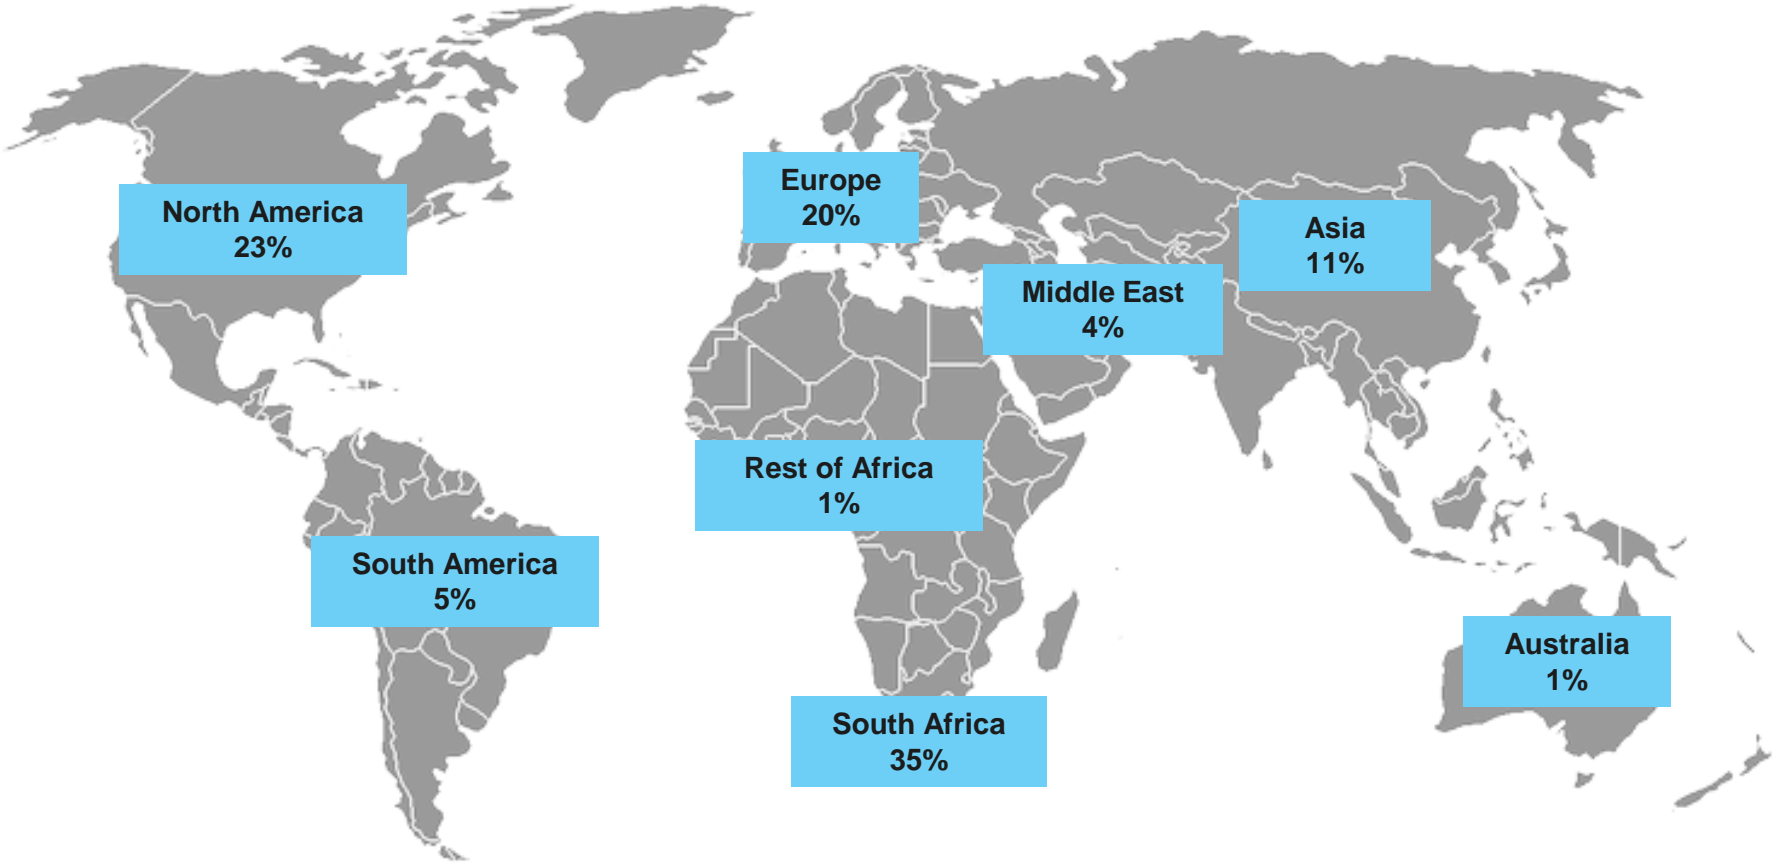 Europe
20%
North America
23%
Asia
11%
Middle East
4%
Rest of Africa
1%
South America
5%
Australia
1%
South Africa
35%